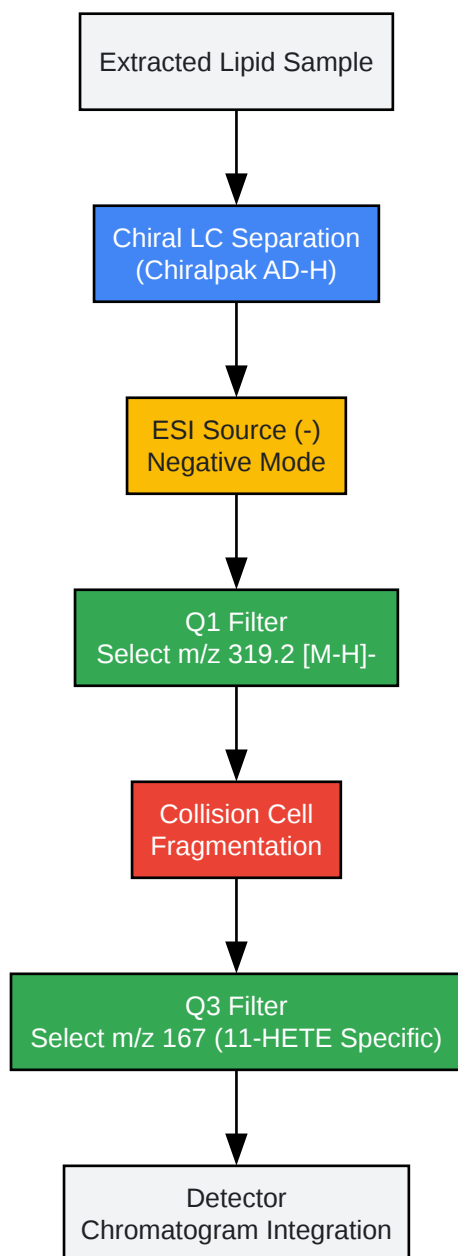 Extracted Lipid Sample
Chiral LC Separation
(Chiralpak AD-H)
ESI Source (-)
Negative Mode
Q1 Filter
Select m/z 319.2 [M-H]-
Collision Cell
Fragmentation
Q3 Filter
Select m/z 167 (11-HETE Specific)
Detector
Chromatogram Integration